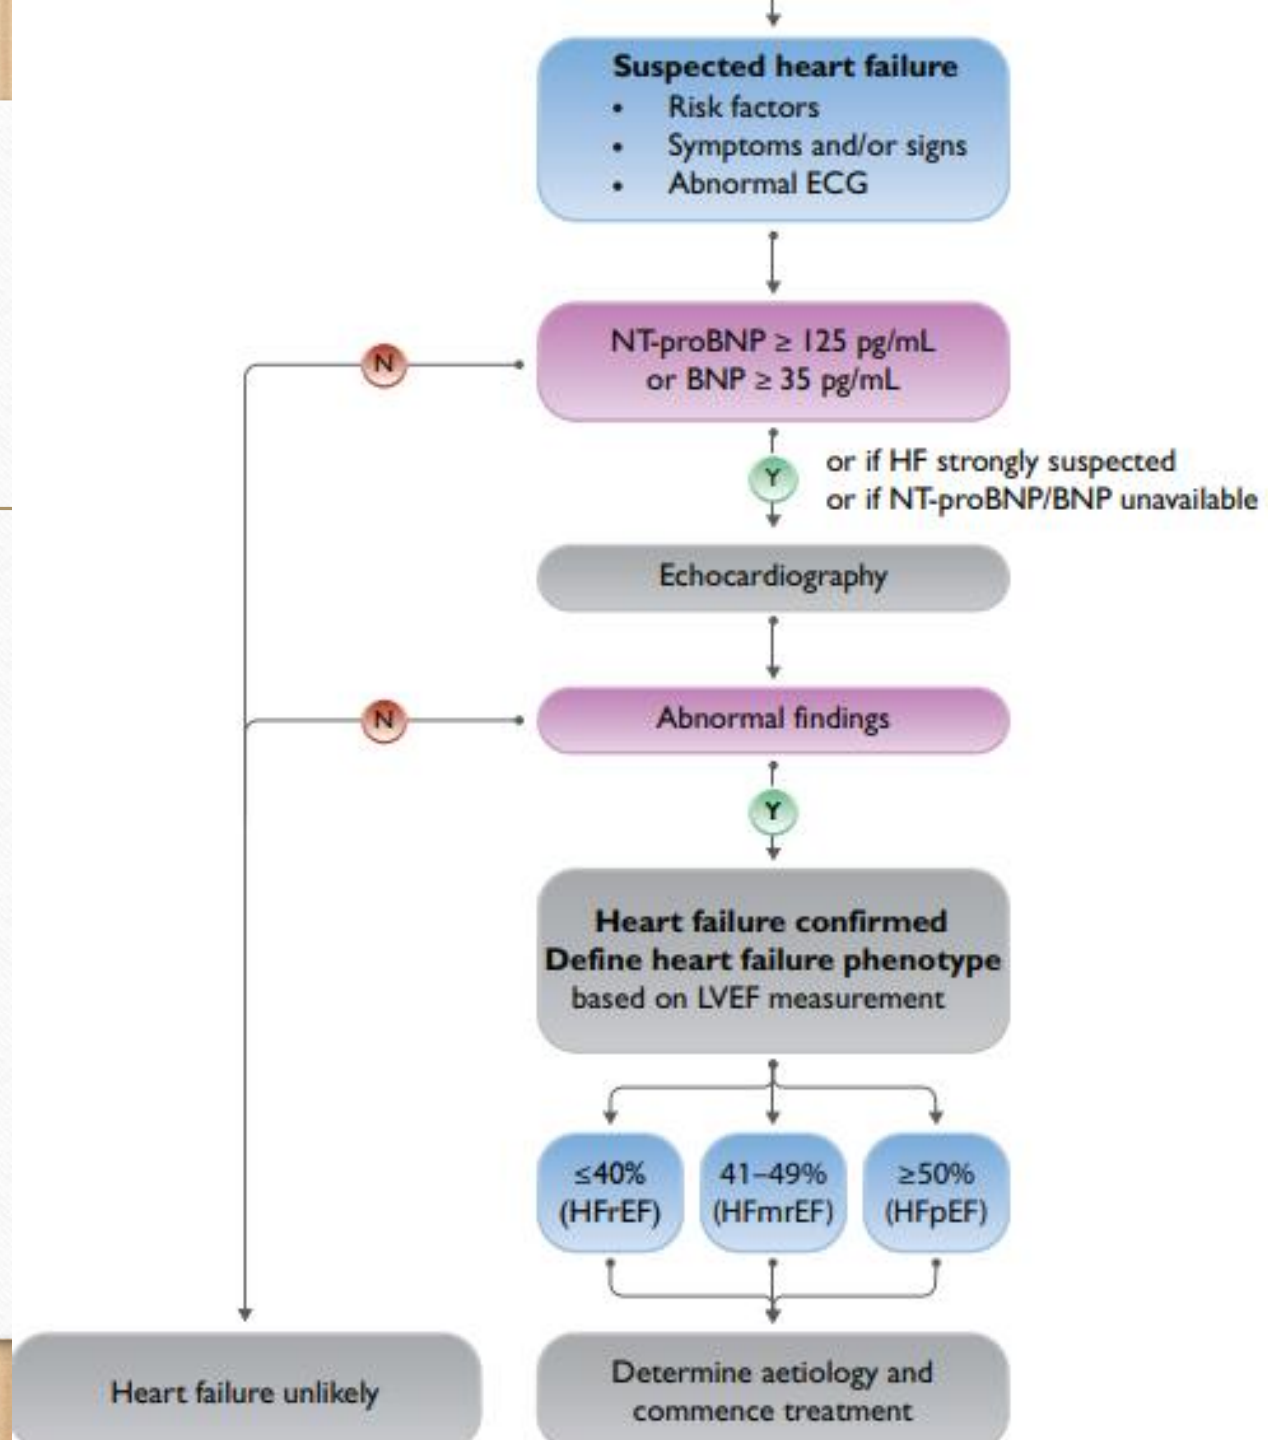 Suspected heart failure
• Risk factors
• Symptoms and/or signs
• Abnormal ECG
NT-proBNP ≥ 125 pg/mL
or BNP ≥ 35 pg/mL
N
Y
or if HF strongly suspected
or if NT-proBNP/BNP unavailable
Echocardiography
Abnormal findings
N
Y
Heart failure confirmed
Define heart failure phenotype
based on LVEF measurement
≤40%
(HFrEF)
41–49%
(HFmrEF)
≥50%
(HFpEF)
Heart failure unlikely
Determine aetiology and
commence treatment